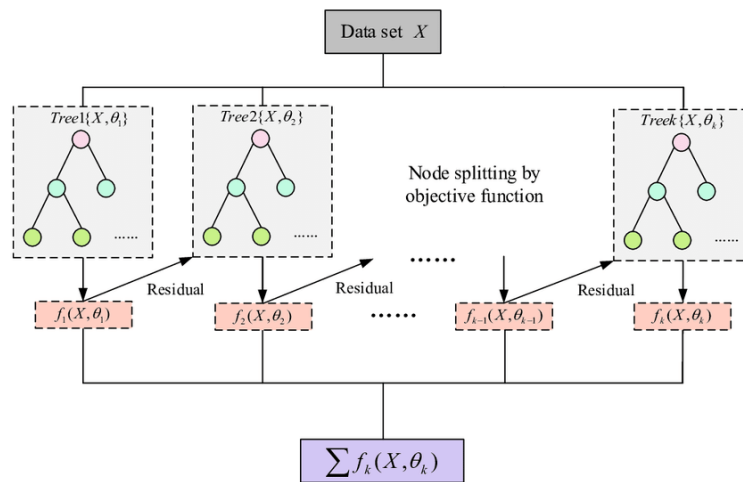 Data set X
Tree1{X,θ₁}
Tree2{X,θ₂}
Treek{X,θₖ}
Node splitting by
objective function
......
......
......
......
Residual
Residual
Residual
f₁(X,θ₁)
f₂(X,θ₂)
......
fₖ₋₁(X,θₖ₋₁)
fₖ(X,θₖ)
∑fₖ(X,θₖ)